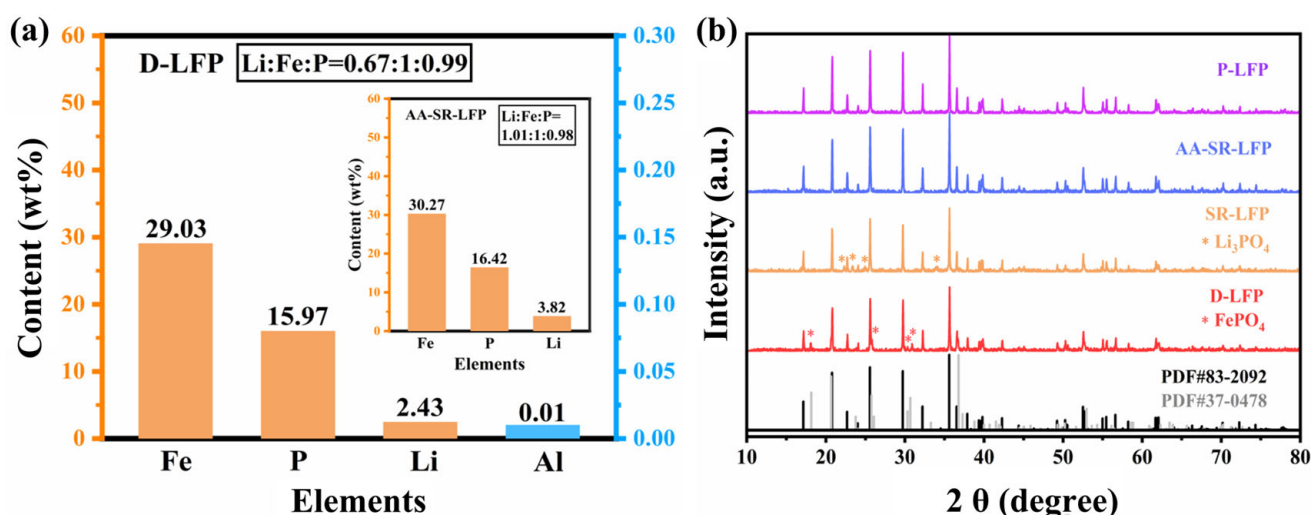 (a)
60
50
40
30
20
10
0
Content (wt%)
D-LFP
Li:Fe:P=0.67:1:0.99
29.03
15.97
2.43
0.01
Fe
P
Li
Al
Elements
0.30
0.25
0.20
0.15
0.10
0.05
0.00
AA-SR-LFP
Li:Fe:P=
1.01:1:0.98
60
50
40
30
20
10
0
Content (wt%)
30.27
16.42
3.82
Fe
P
Li
Elements
(b)
Intensity (a.u.)
P-LFP
AA-SR-LFP
SR-LFP
* Li₃PO₄
* * * *
D-LFP
* FePO₄
* * * *
PDF#83-2092
PDF#37-0478
10
20
30
40
50
60
70
80
2 θ (degree)